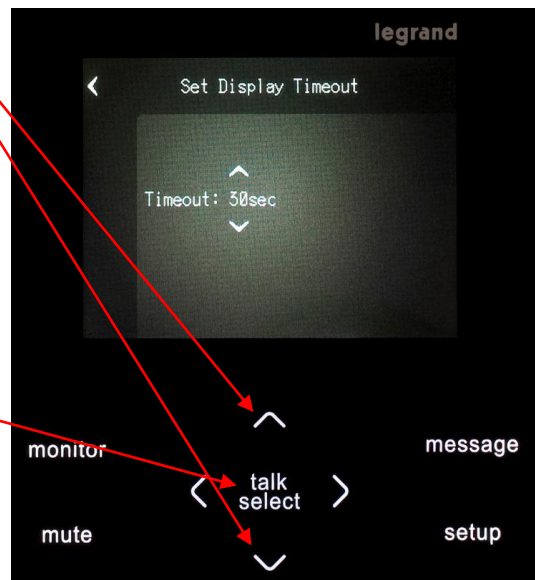 legrand
Set Display Timeout
Timeout: 30sec
monitor
message
talk
select
mute
setup